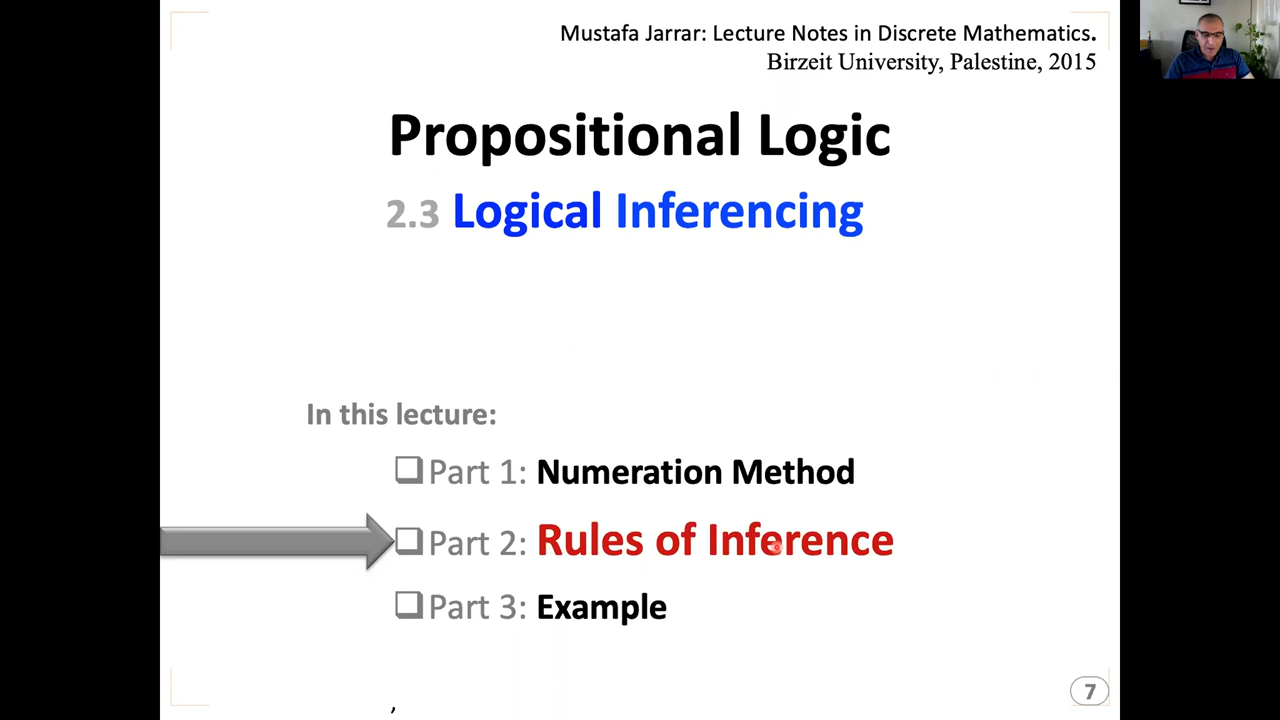 Mustafa Jarrar: Lecture Notes in Discrete Mathematics.
Birzeit University, Palestine, 2015
Propositional Logic
2.3 Logical Inferencing
In this lecture:
Part 1: Numeration Method
Part 2: Rules of Inference
Part 3: Example
7
,